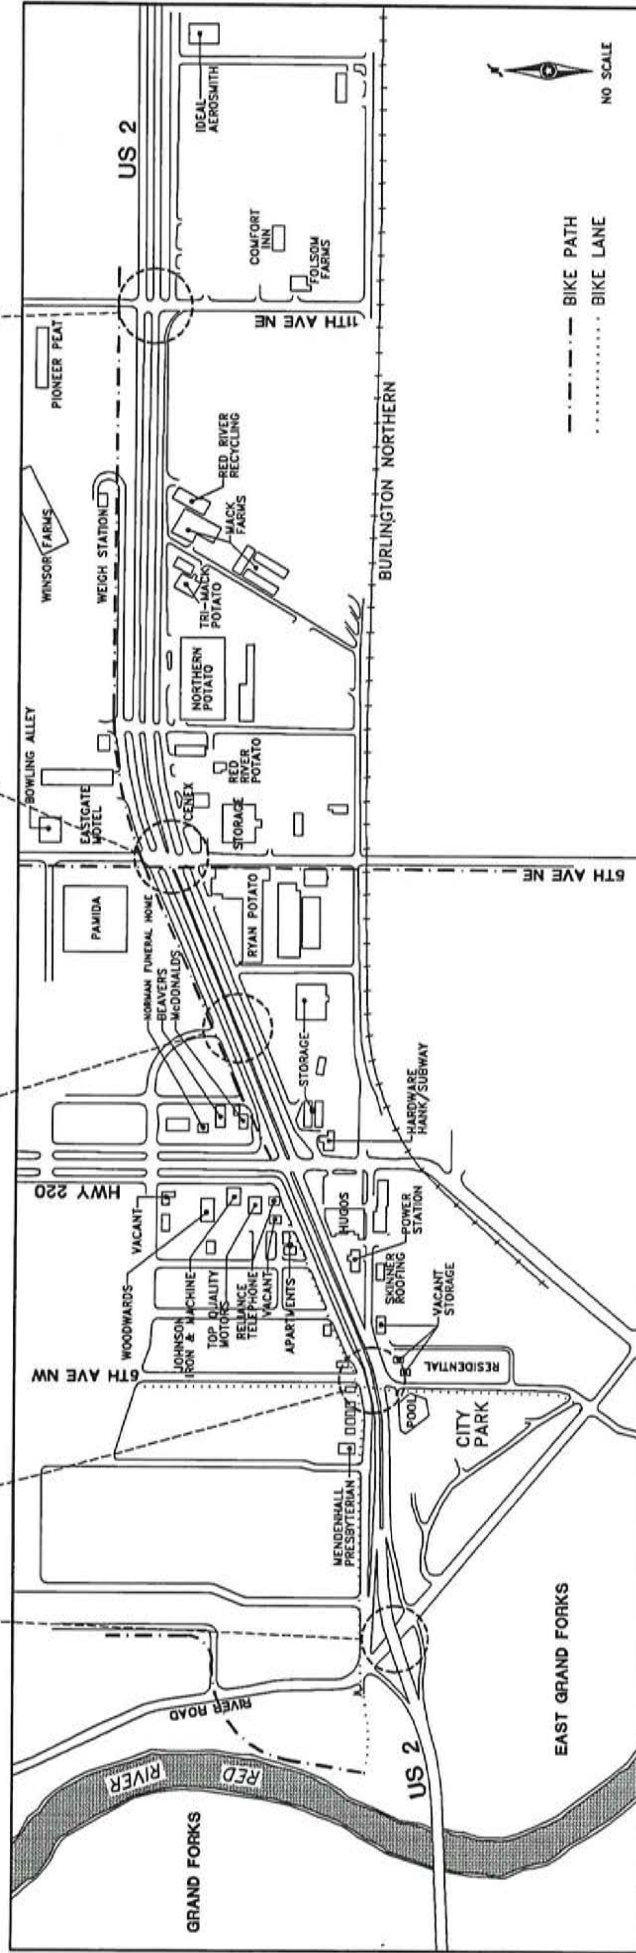 US 2
IDEAL
AEROSMITH
NO SCALE
COMFORT
INN
FOLSOM
FARMS
11TH AVE NE
PIONEER PEAT
BIKE PATH
BIKE LANE
WINSOR FARMS
WEIGH STATION
RED RIVER
RECYCLING
MACK
FARMS
TRI-MACK
POTATO
BURLINGTON NORTHERN
NORTHERN
POTATO
BOWLING ALLEY
EASTGATE
MOTEL
CENEX
RED
RIVER
POTATO
STORAGE
5TH AVE NE
PAMIDA
RYAN POTATO
NORMAN FUNERAL HOME
BEAVERS
McDONALDS
STORAGE
HARDWARE
HANK/SUBWAY
HWY 220
VACANT
WOODWARDS
JOHNSON
IRON & MACHINE
TOP QUALITY
MOTORS
RELIANCE
TELEPHONE
VACANT
APARTMENTS
HUGOS
POWER
STATION
SKINNER
ROOFING
VACANT
STORAGE
6TH AVE NW
RESIDENTIAL
POOL
CITY
PARK
MENDENHALL
PRESBYTERIAN
RIVER ROAD
US 2
EAST GRAND FORKS
RED
RIVER
GRAND FORKS